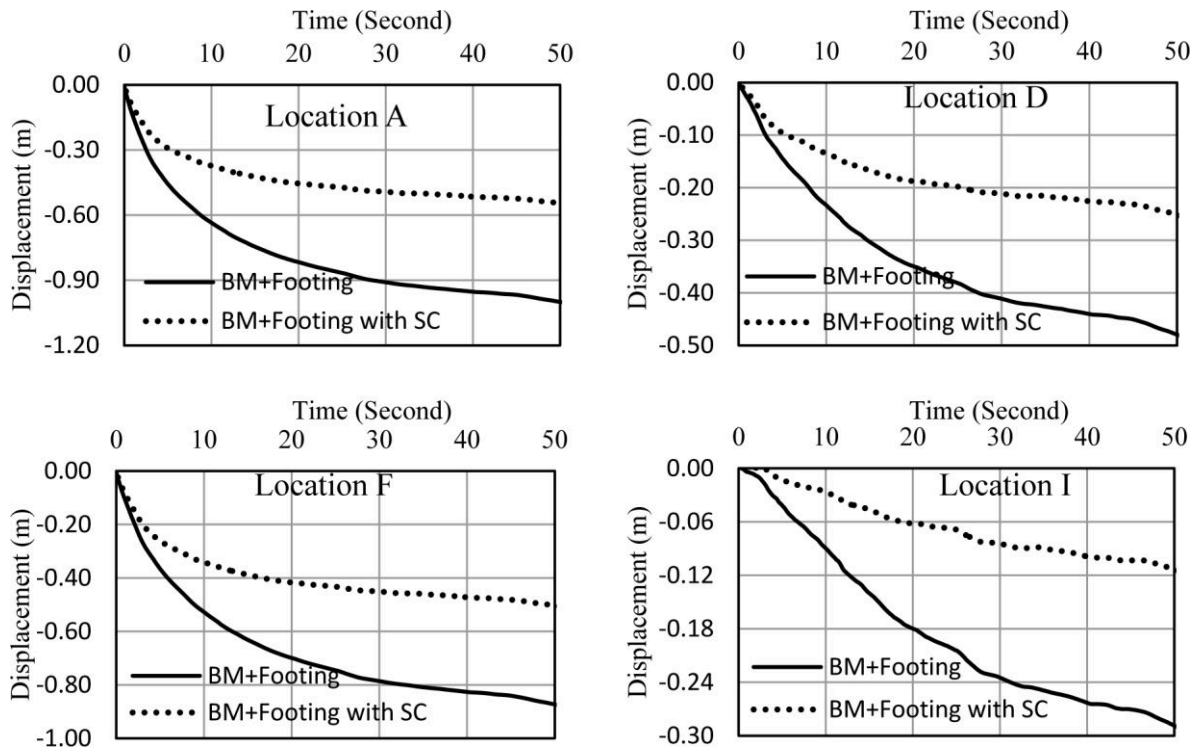 Time (Second)
0 10 20 30 40 50
0.00
-0.30
-0.60
-0.90
-1.20
Displacement (m)
Location A
BM+Footing
BM+Footing with SC
Time (Second)
0 10 20 30 40 50
0.00
-0.10
-0.20
-0.30
-0.40
-0.50
Displacement (m)
Location D
BM+Footing
BM+Footing with SC
Time (Second)
0 10 20 30 40 50
0.00
-0.20
-0.40
-0.60
-0.80
-1.00
Displacement (m)
Location F
BM+Footing
BM+Footing with SC
Time (Second)
0 10 20 30 40 50
0.00
-0.06
-0.12
-0.18
-0.24
-0.30
Displacement (m)
Location I
BM+Footing
BM+Footing with SC